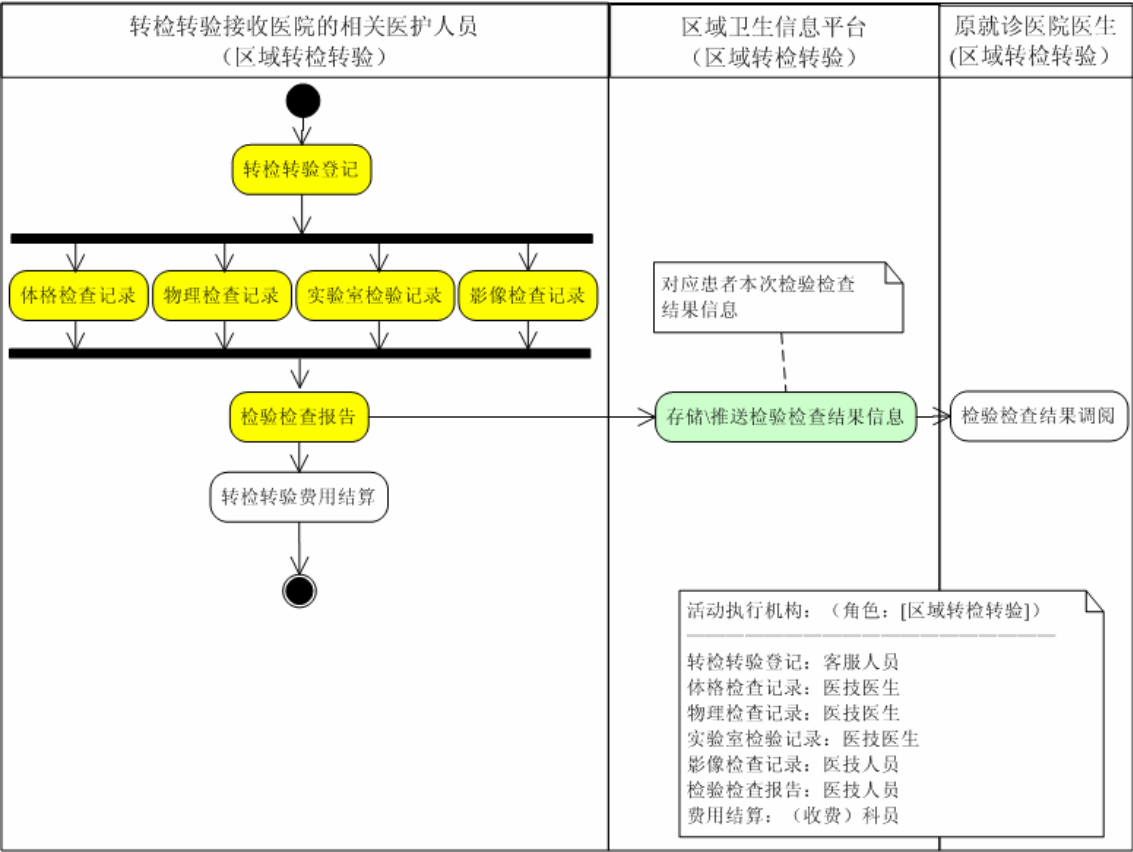 转检转验接收医院的相关医护人员
（区域转检转验）
区域卫生信息平台
（区域转检转验）
原就诊医院医生
(区域转检转验）
转检转验登记
体格检查记录
物理检查记录
实验室检验记录
影像检查记录
对应患者本次检验检查
结果信息
检验检查报告
存储\推送检验检查结果信息
检验检查结果调阅
转检转验费用结算
活动执行机构：（角色：[区域转检转验]）
转检转验登记：客服人员
体格检查记录：医技医生
物理检查记录：医技医生
实验室检验记录：医技医生
影像检查记录：医技人员
检验检查报告：医技人员
费用结算：（收费）科员